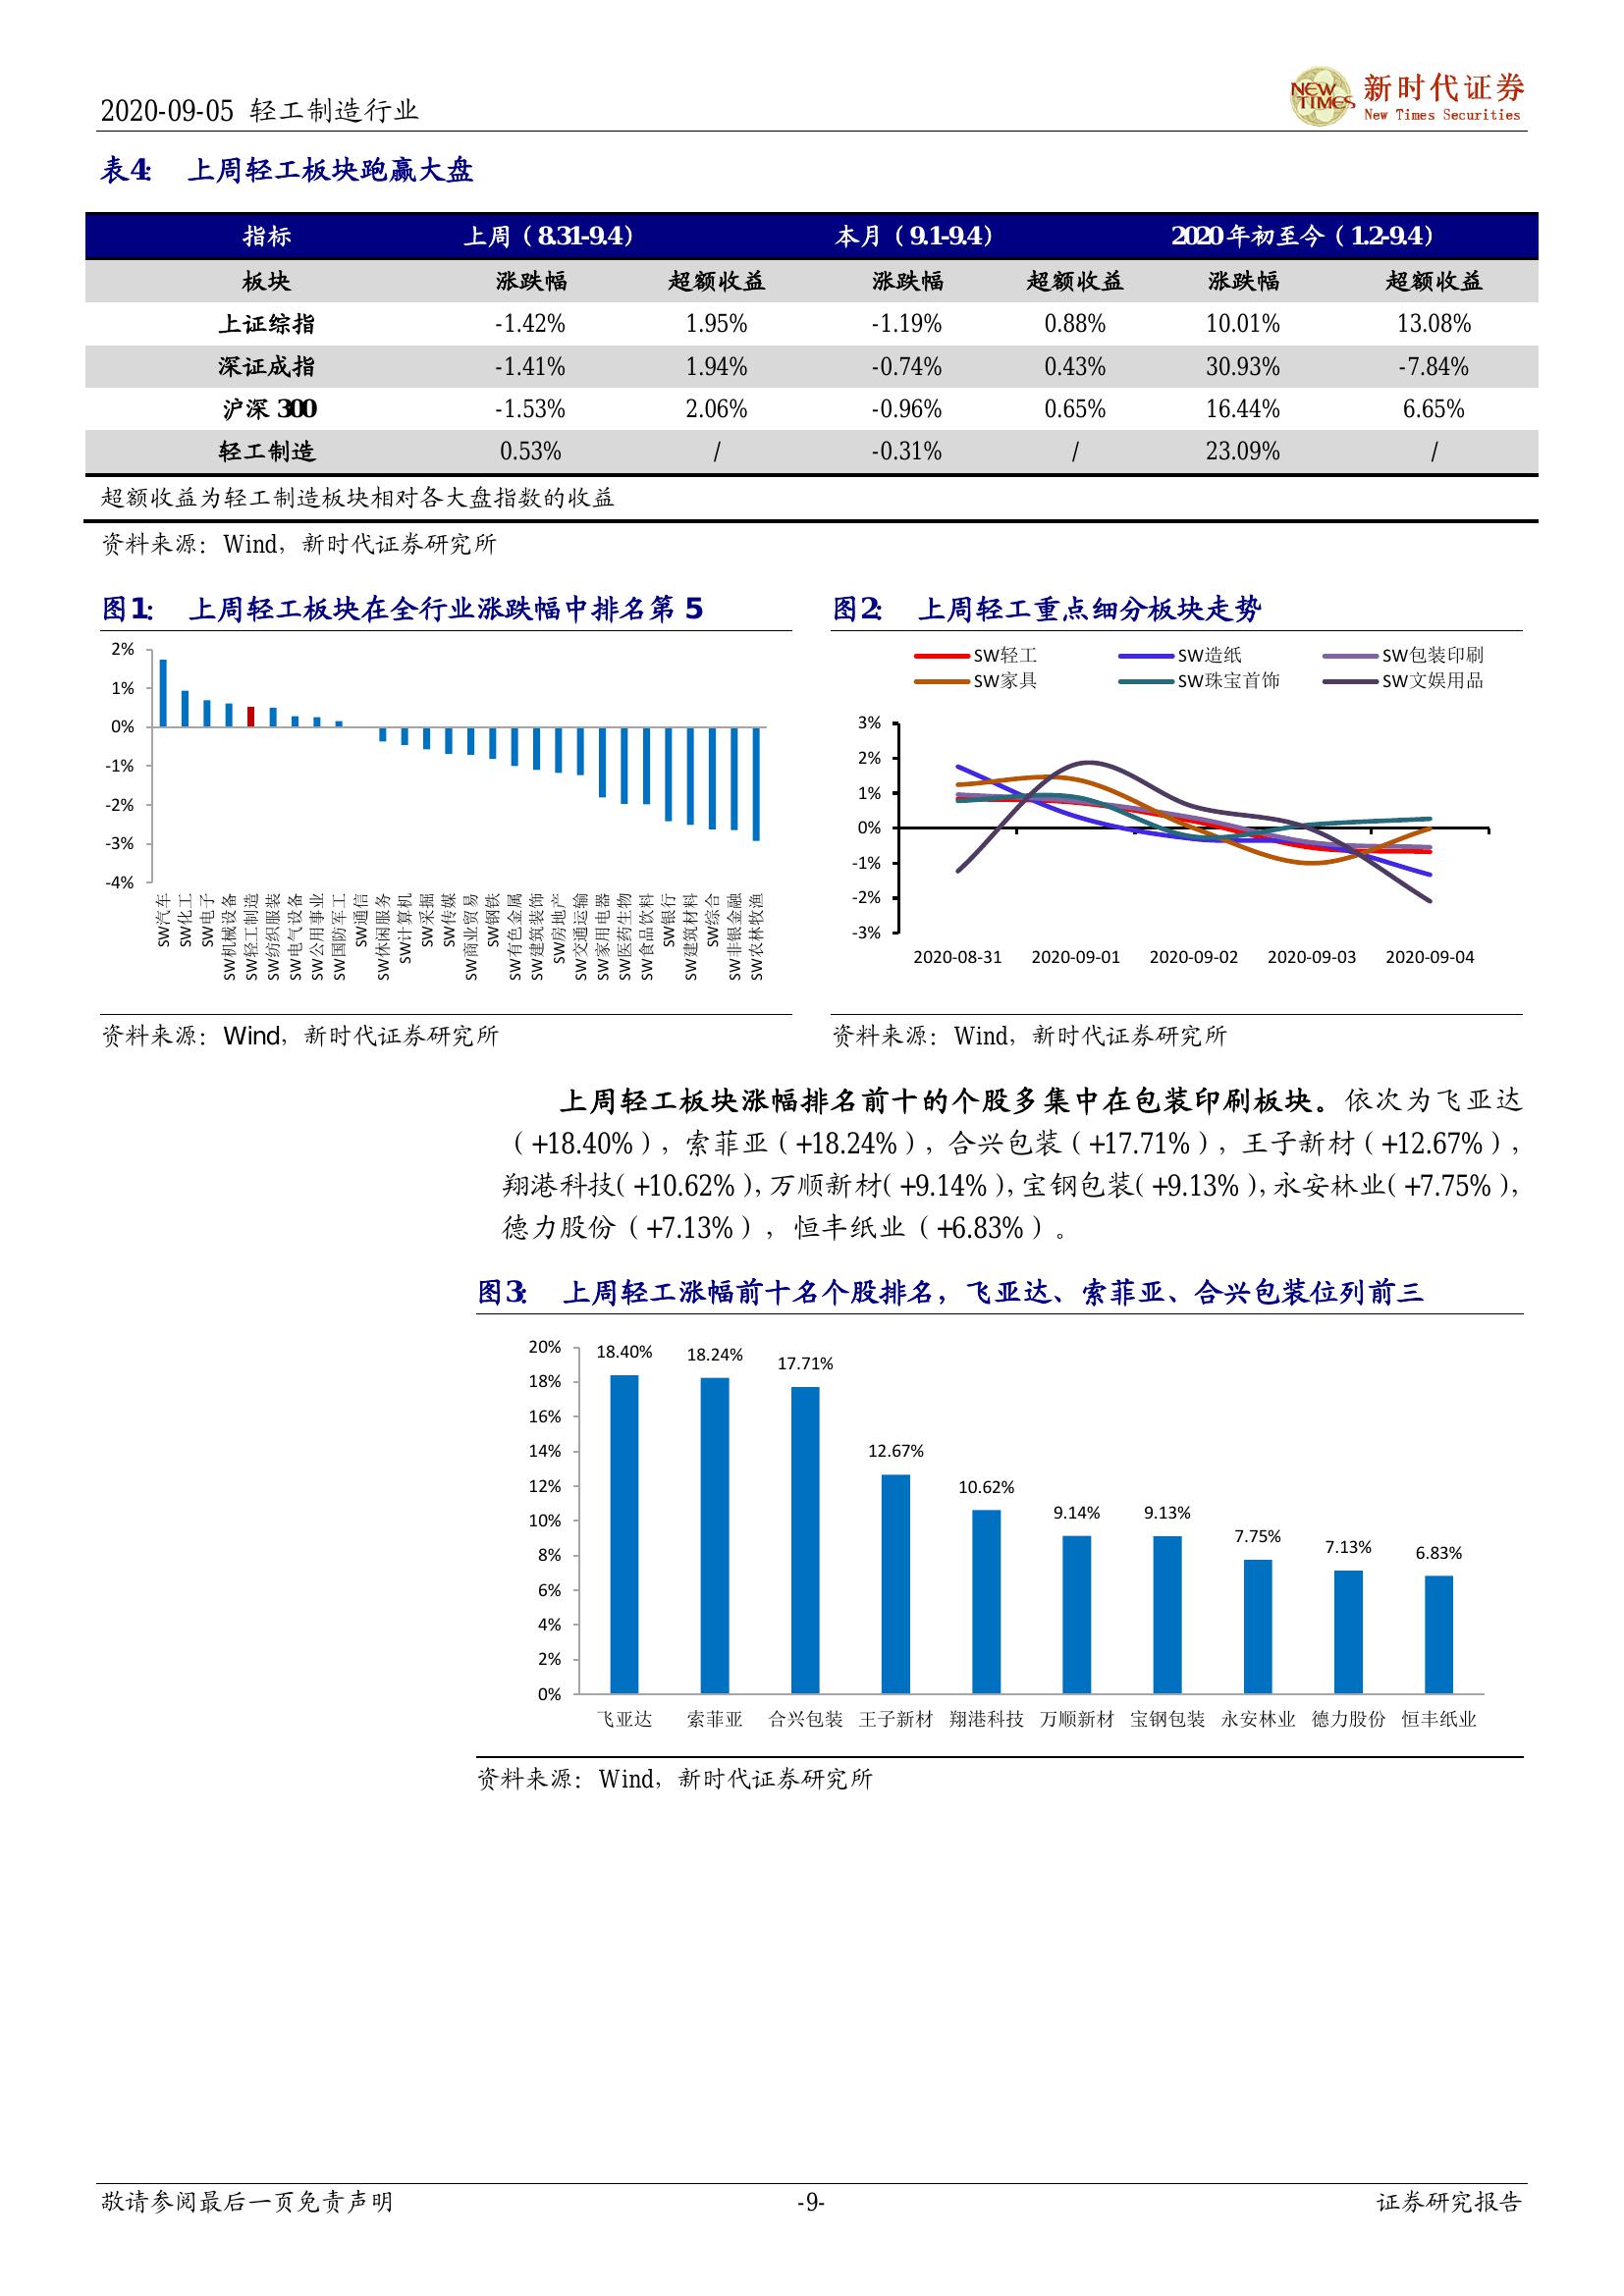 2020-09-05 轻工制造行业
NEW TIMES 新时代证券
New Times Securities
表4: 上周轻工板块跑赢大盘
指标 上周（8.31-9.4） 本月（9.1-9.4） 2020年初至今（1.2-9.4）
板块 涨跌幅 超额收益 涨跌幅 超额收益 涨跌幅 超额收益
上证综指 -1.42% 1.95% -1.19% 0.88% 10.01% 13.08%
深证成指 -1.41% 1.94% -0.74% 0.43% 30.93% -7.84%
沪深 300 -1.53% 2.06% -0.96% 0.65% 16.44% 6.65%
轻工制造 0.53% / -0.31% / 23.09% /
超额收益为轻工制造板块相对各大盘指数的收益
资料来源：Wind，新时代证券研究所
图1: 上周轻工板块在全行业涨跌幅中排名第 5
2%
1%
0%
-1%
-2%
-3%
-4%
SW汽车
SW化工
SW电子
SW机械设备
SW轻工制造
SW纺织服装
SW电气设备
SW公用事业
SW国防军工
SW通信
SW休闲服务
SW计算机
SW采掘
SW传媒
SW商业贸易
SW钢铁
SW有色金属
SW建筑装饰
SW房地产
SW交通运输
SW家用电器
SW医药生物
SW食品饮料
SW银行
SW建筑材料
SW综合
SW非银金融
SW农林牧渔
资料来源：Wind，新时代证券研究所
图2: 上周轻工重点细分板块走势
SW轻工 SW造纸 SW包装印刷
SW家具 SW珠宝首饰 SW文娱用品
3%
2%
1%
0%
-1%
-2%
-3%
2020-08-31 2020-09-01 2020-09-02 2020-09-03 2020-09-04
资料来源：Wind，新时代证券研究所
上周轻工板块涨幅排名前十的个股多集中在包装印刷板块。依次为飞亚达
（+18.40%），索菲亚（+18.24%），合兴包装（+17.71%），王子新材（+12.67%），
翔港科技（+10.62%），万顺新材（+9.14%），宝钢包装（+9.13%），永安林业（+7.75%），
德力股份（+7.13%），恒丰纸业（+6.83%）。
图3: 上周轻工涨幅前十名个股排名，飞亚达、索菲亚、合兴包装位列前三
20%
18%
16%
14%
12%
10%
8%
6%
4%
2%
0%
18.40% 18.24% 17.71% 12.67% 10.62% 9.14% 9.13% 7.75% 7.13% 6.83%
飞亚达 索菲亚 合兴包装 王子新材 翔港科技 万顺新材 宝钢包装 永安林业 德力股份 恒丰纸业
资料来源：Wind，新时代证券研究所
敬请参阅最后一页免责声明 -9- 证券研究报告